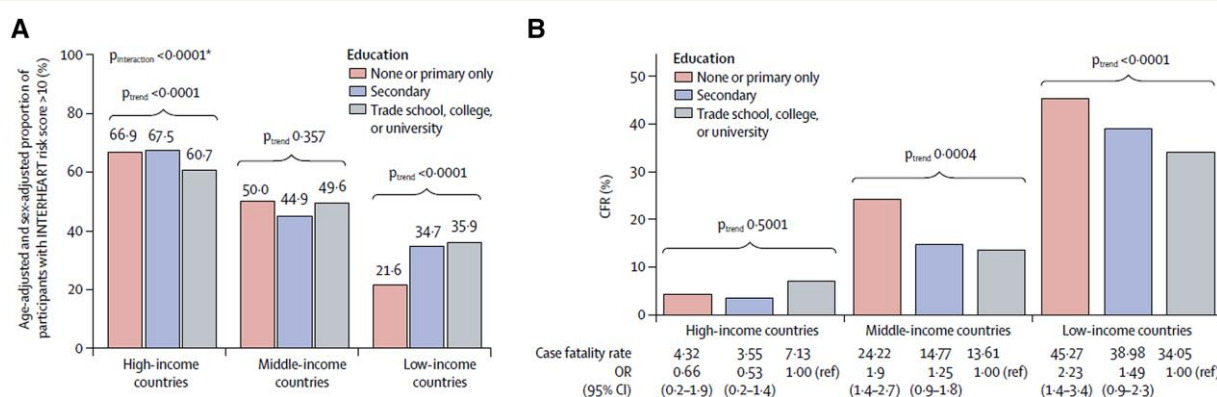 A
Age-adjusted and sex-adjusted proportion of
participants with INTERHEART risk score >10 (%)
100
80
60
40
20
0
Pinteraction <0·0001*
Ptrend <0·0001
66·9 67·5 60·7
Ptrend 0·357
50·0 44·9 49·6
Ptrend <0·0001
21·6 34·7 35·9
Education
None or primary only
Secondary
Trade school, college,
or university
High-income
countries
Middle-income
countries
Low-income
countries
B
CFR (%)
50
40
30
20
10
0
Education
None or primary only
Secondary
Trade school, college,
or university
Ptrend 0·5001
Ptrend 0·0004
Ptrend <0·0001
High-income countries Middle-income countries Low-income countries
Case fatality rate 4·32 3·55 7·13 24·22 14·77 13·61 45·27 38·98 34·05
OR 0·66 0·53 1·00 (ref) 1·9 1·25 1·00 (ref) 2·23 1·49 1·00 (ref)
(95% CI) (0·2–1·9) (0·2–1·4) (1·4–2·7) (0·9–1·8) (1·4–3·4) (0·9–2·3)